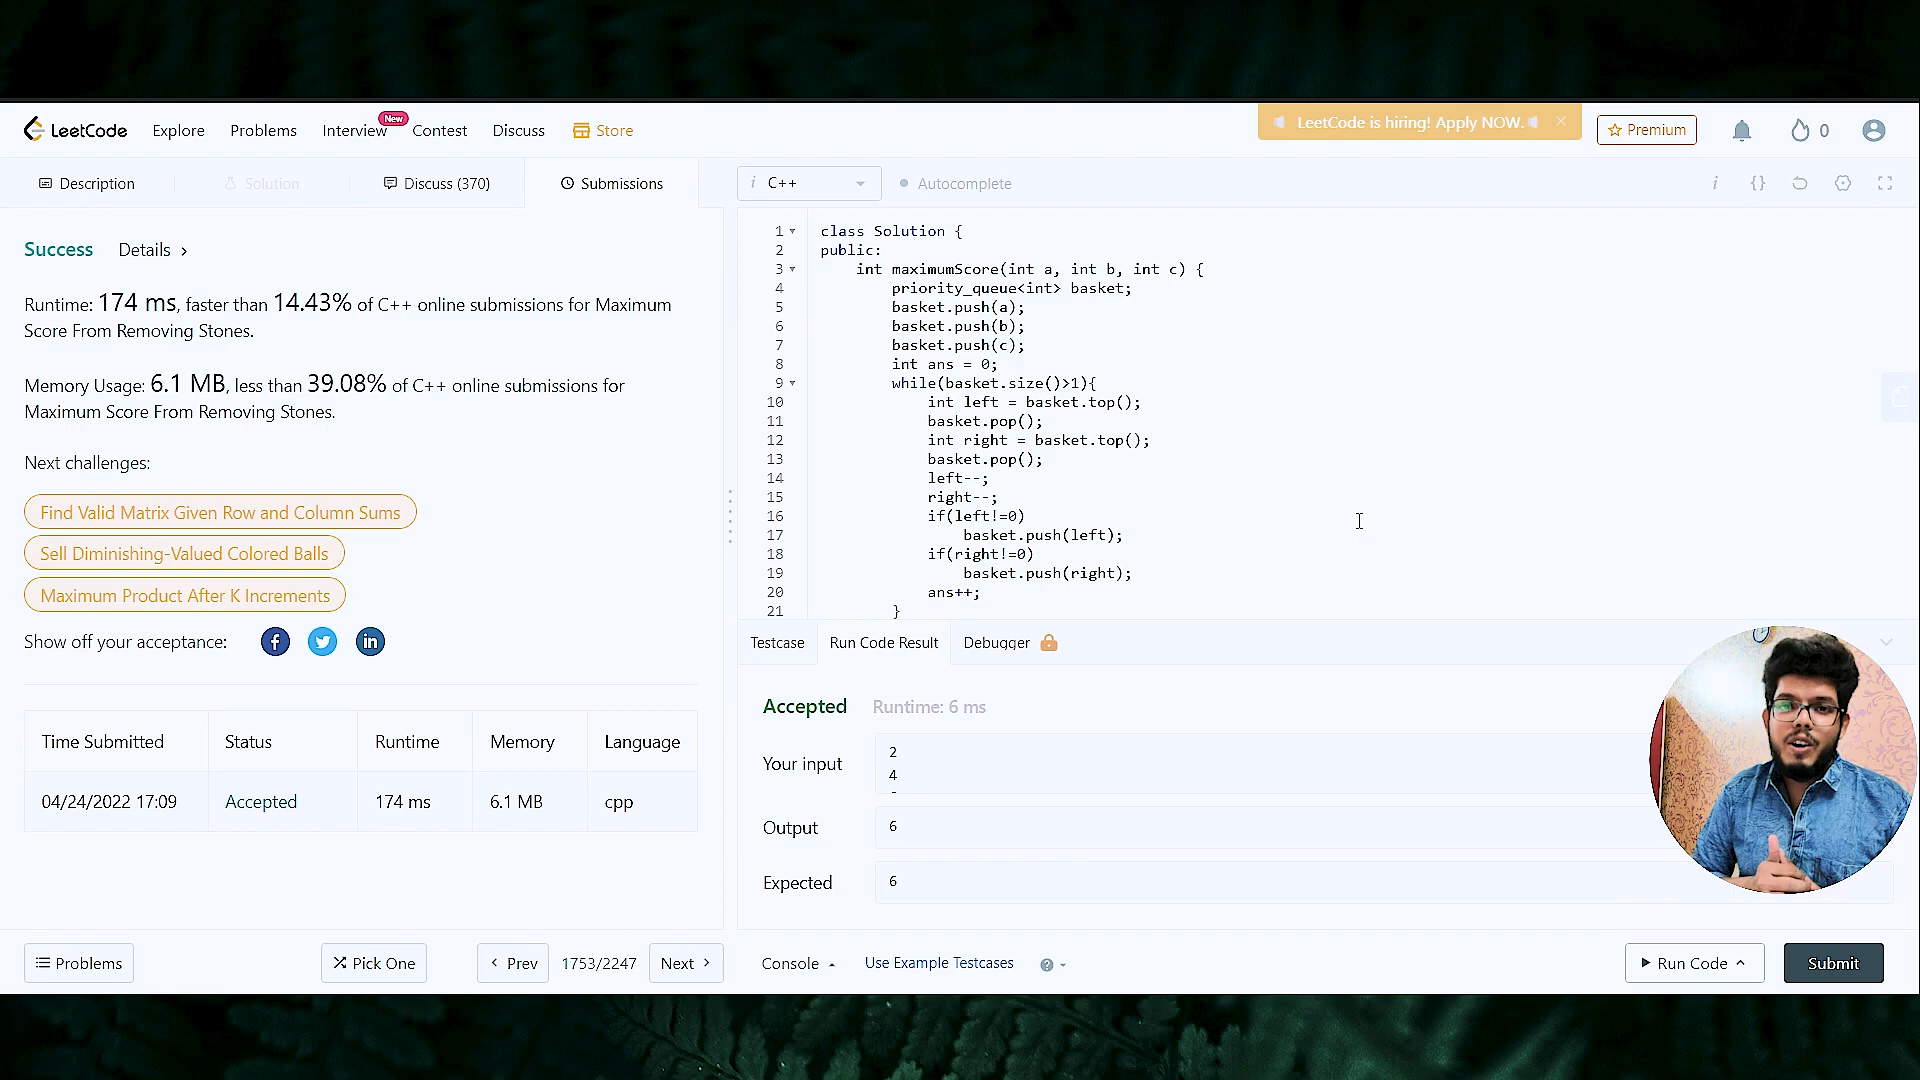 LeetCode
Explore
Problems
Interview
New
Contest
Discuss
Store
LeetCode is hiring! Apply NOW.
Premium
0
Description
Solution
Discuss (370)
Submissions
i C++
Autocomplete
Success Details >
Runtime: 174 ms, faster than 14.43% of C++ online submissions for Maximum
Score From Removing Stones.
Memory Usage: 6.1 MB, less than 39.08% of C++ online submissions for
Maximum Score From Removing Stones.
Next challenges:
Find Valid Matrix Given Row and Column Sums
Sell Diminishing-Valued Colored Balls
Maximum Product After K Increments
Show off your acceptance:
Time Submitted Status Runtime Memory Language
04/24/2022 17:09 Accepted 174 ms 6.1 MB cpp
1 class Solution {
2 public:
3 int maximumScore(int a, int b, int c) {
4 priority_queue<int> basket;
5 basket.push(a);
6 basket.push(b);
7 basket.push(c);
8 int ans = 0;
9 while(basket.size()>1){
10 int left = basket.top();
11 basket.pop();
12 int right = basket.top();
13 basket.pop();
14 left--;
15 right--;
16 if(left!=0)
17 basket.push(left);
18 if(right!=0)
19 basket.push(right);
20 ans++;
21 }
Testcase
Run Code Result
Debugger
Accepted Runtime: 6 ms
Your input
2
4
Output 6
Expected 6
Problems
Pick One
< Prev
1753/2247
Next >
Console
Use Example Testcases
Run Code
Submit